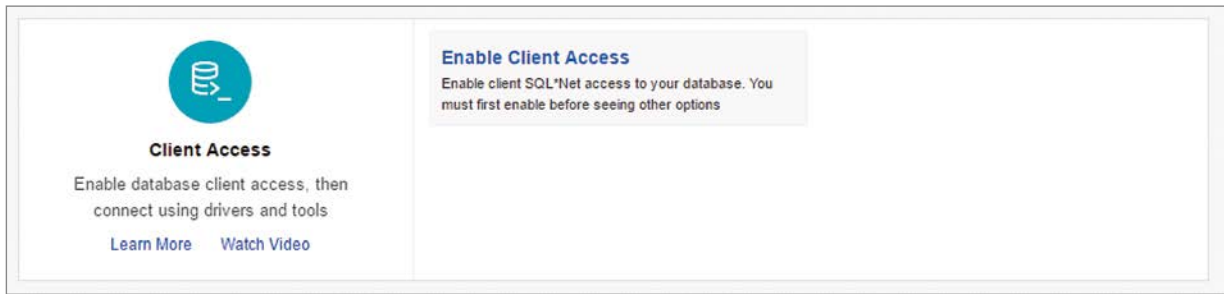 Client Access
Enable database client access, then
connect using drivers and tools
Learn More Watch Video
Enable Client Access
Enable client SQL*Net access to your database. You
must first enable before seeing other options